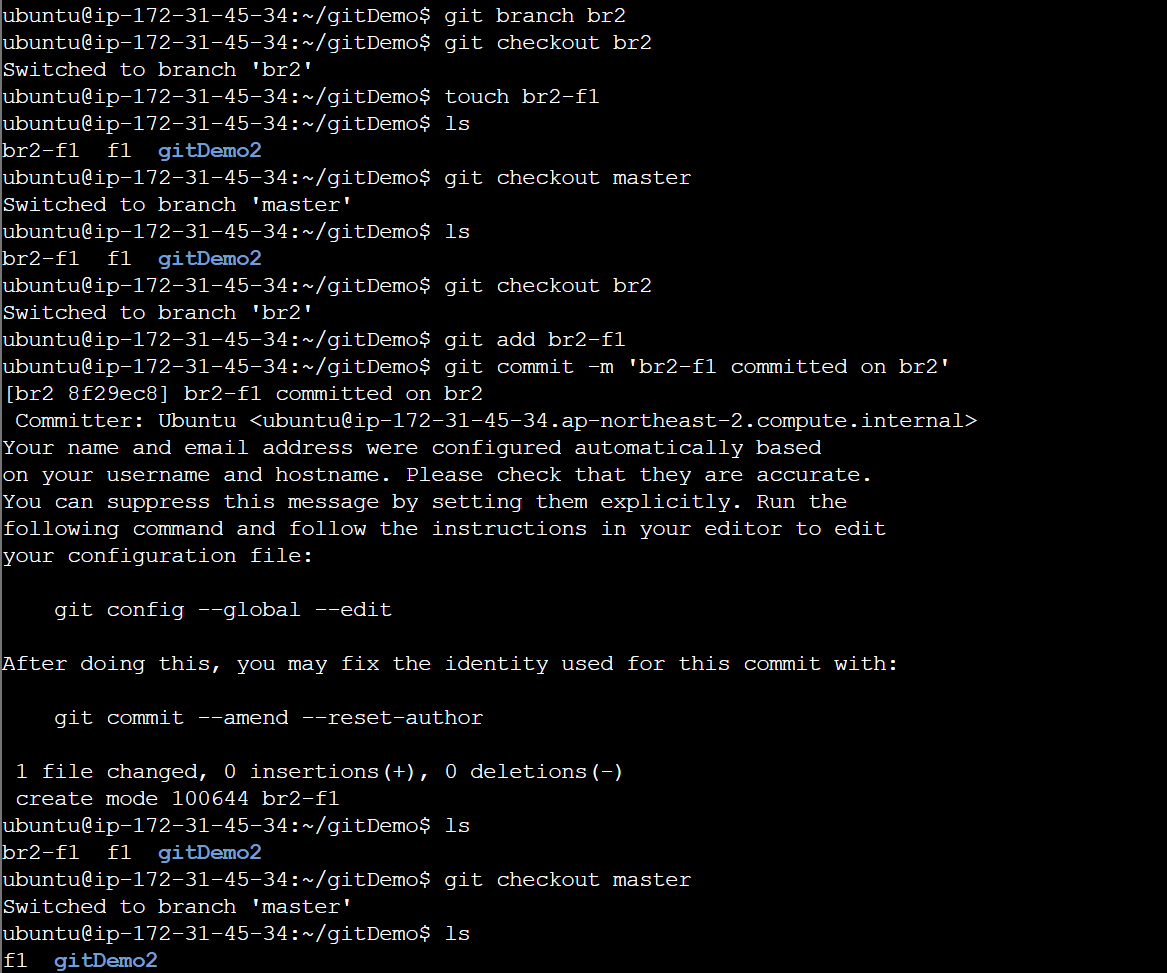 ubuntu@ip-172-31-45-34:~/gitDemo$ git branch br2
ubuntu@ip-172-31-45-34:~/gitDemo$ git checkout br2
Switched to branch 'br2'
ubuntu@ip-172-31-45-34:~/gitDemo$ touch br2-f1
ubuntu@ip-172-31-45-34:~/gitDemo$ ls
br2-f1  f1  gitDemo2
ubuntu@ip-172-31-45-34:~/gitDemo$ git checkout master
Switched to branch 'master'
ubuntu@ip-172-31-45-34:~/gitDemo$ ls
br2-f1  f1  gitDemo2
ubuntu@ip-172-31-45-34:~/gitDemo$ git checkout br2
Switched to branch 'br2'
ubuntu@ip-172-31-45-34:~/gitDemo$ git add br2-f1
ubuntu@ip-172-31-45-34:~/gitDemo$ git commit -m 'br2-f1 committed on br2'
[br2 8f29ec8] br2-f1 committed on br2
 Committer: Ubuntu <ubuntu@ip-172-31-45-34.ap-northeast-2.compute.internal>
Your name and email address were configured automatically based
on your username and hostname. Please check that they are accurate.
You can suppress this message by setting them explicitly. Run the
following command and follow the instructions in your editor to edit
your configuration file:

    git config --global --edit

After doing this, you may fix the identity used for this commit with:

    git commit --amend --reset-author

 1 file changed, 0 insertions(+), 0 deletions(-)
 create mode 100644 br2-f1
ubuntu@ip-172-31-45-34:~/gitDemo$ ls
br2-f1  f1  gitDemo2
ubuntu@ip-172-31-45-34:~/gitDemo$ git checkout master
Switched to branch 'master'
ubuntu@ip-172-31-45-34:~/gitDemo$ ls
f1  gitDemo2